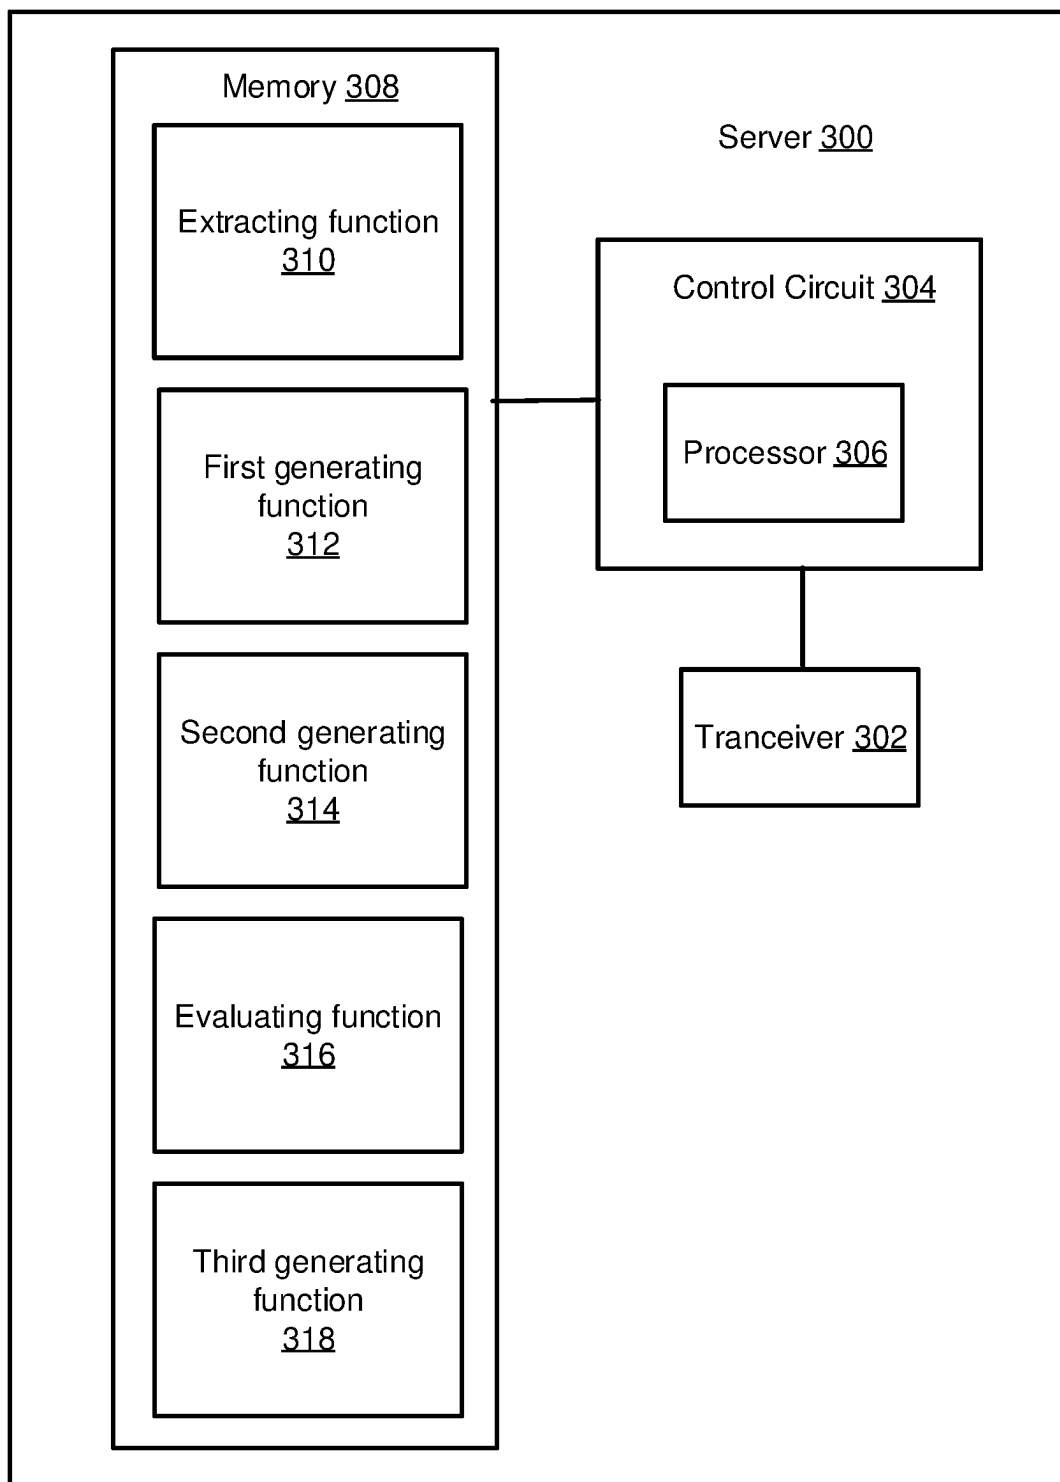 Memory 308
Server 300
Extracting function
310
Control Circuit 304
First generating
function
312
Processor 306
Second generating
function
314
Tranceiver 302
Evaluating function
316
Third generating
function
318